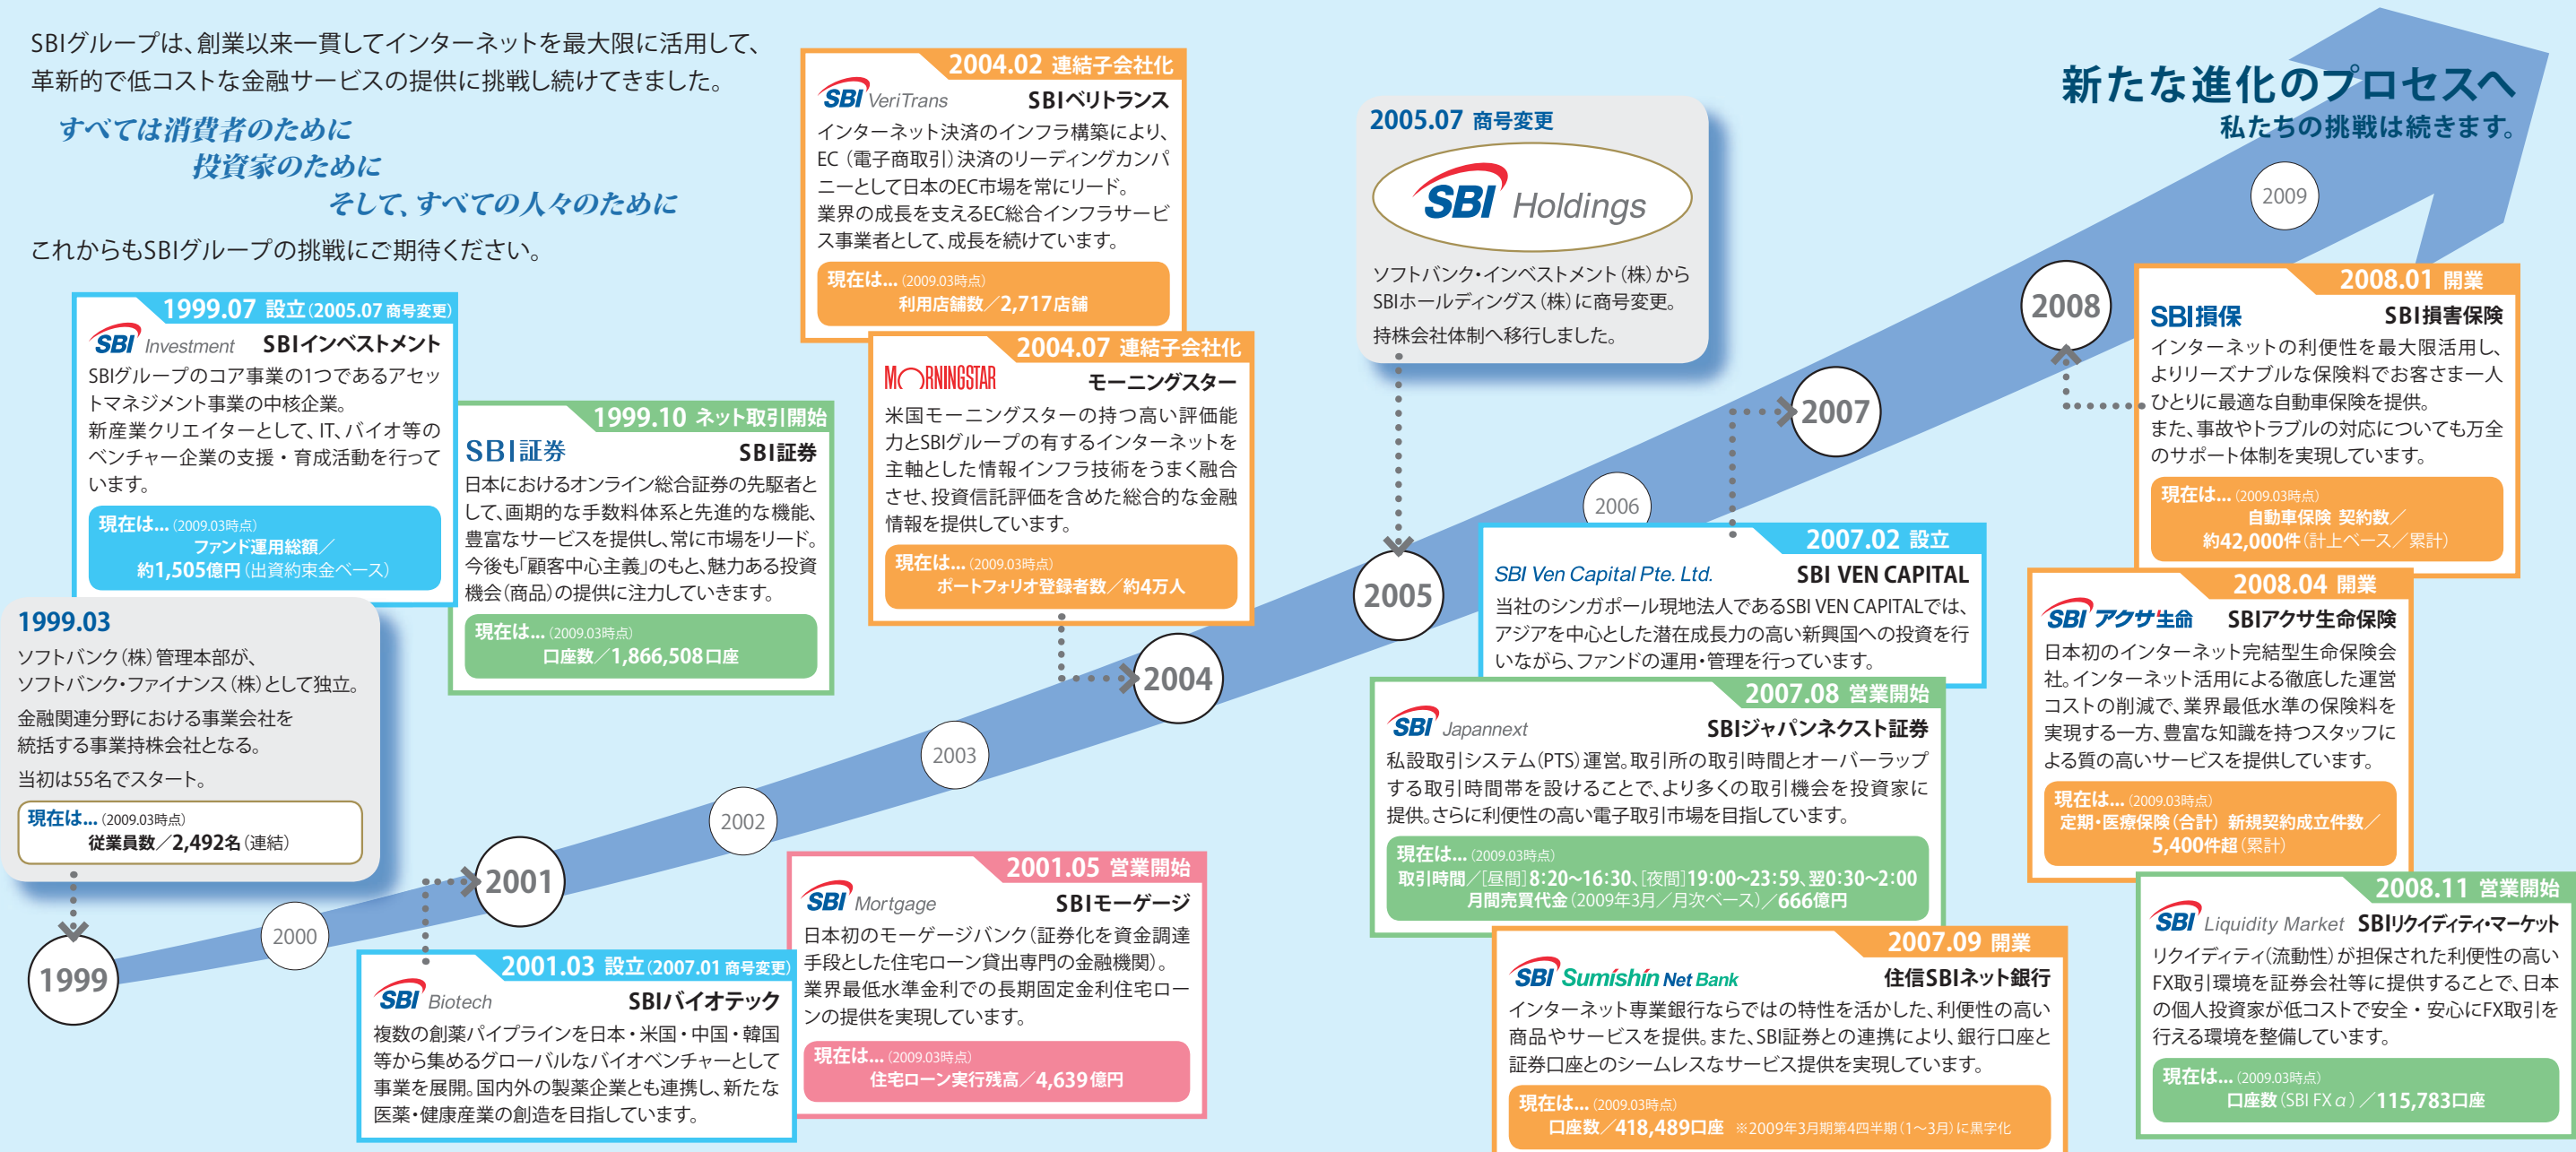 SBIグループは、創業以来一貫してインターネットを最大限に活用して、
革新的で低コストな金融サービスの提供に挑戦し続けてきました。
すべては消費者のために
投資家のために
そして、すべての人々のために
これからもSBIグループの挑戦にご期待ください。
1999.03
ソフトバンク（株）管理本部が、
ソフトバンク・ファイナンス（株）として独立。
金融関連分野における事業会社を
統括する事業持株会社となる。
当初は55名でスタート。
現在は…（2009.03時点）
従業員数／2,492名（連結）
1999.07 設立（2005.07 商号変更）
SBI Investment SBIインベストメント
SBIグループのコア事業の1つであるアセッ
トマネジメント事業の中核企業。
新産業クリエイターとして、IT、バイオ等の
ベンチャー企業の支援・育成活動を行って
います。
現在は…（2009.03時点）
ファンド運用総額／
約1,505億円（出資約束金ベース）
1999.10 ネット取引開始
SBI証券 SBI証券
日本におけるオンライン総合証券の先駆者と
して、画期的な手数料体系と先進的な機能、
豊富なサービスを提供し、常に市場をリード。
今後も「顧客中心主義」のもと、魅力ある投資
機会（商品）の提供に注力していきます。
現在は…（2009.03時点）
口座数／1,866,508口座
2001.03 設立（2007.01 商号変更）
SBI Biotech SBIバイオテック
複数の創薬パイプラインを日本・米国・中国・韓国
等から集めるグローバルなバイオベンチャーとして
事業を展開。国内外の製薬企業とも連携し、新たな
医薬・健康産業の創造を目指しています。
2001.05 営業開始
SBI Mortgage SBIモーゲージ
日本初のモーゲージバンク（証券化を資金調達
手段とした住宅ローン貸出専門の金融機関）。
業界最低水準金利での長期固定金利住宅ロー
ンの提供を実現しています。
現在は…（2009.03時点）
住宅ローン実行残高／4,639億円
2004.02 連結子会社化
SBI VeriTrans SBIベリトランス
インターネット決済のインフラ構築により、
EC（電子商取引）決済のリーディングカンパ
ニーとして日本のEC市場を常にリード。
業界の成長を支えるEC総合インフラサービ
ス事業者として、成長を続けています。
現在は…（2009.03時点）
利用店舗数／2,717店舗
2004.07 連結子会社化
MORNINGSTAR モーニングスター
米国モーニングスターの持つ高い評価能
力とSBIグループの有するインターネットを
主軸とした情報インフラ技術をうまく融合
させ、投資信託評価を含めた総合的な金融
情報を提供しています。
現在は…（2009.03時点）
ポートフォリオ登録者数／約4万人
2005.07 商号変更
SBI Holdings
ソフトバンク・インベストメント（株）から
SBIホールディングス（株）に商号変更。
持株会社体制へ移行しました。
2007.02 設立
SBI Ven Capital Pte. Ltd. SBI VEN CAPITAL
当社のシンガポール現地法人であるSBI VEN CAPITALでは、
アジアを中心とした潜在成長力の高い新興国への投資を行
いながら、ファンドの運用・管理を行っています。
2007.08 営業開始
SBI Japannext SBIジャパンネクスト証券
私設取引システム（PTS）運営。取引所の取引時間とオーバーラップ
する取引時間帯を設けることで、より多くの取引機会を投資家に
提供。さらに利便性の高い電子取引市場を目指しています。
現在は…（2009.03時点）
取引時間／[昼間]8:20～16:30、[夜間]19:00～23:59、翌0:30～2:00
月間売買代金（2009年3月／月次ベース）／666億円
2007.09 開業
SBI Sumishin Net Bank 住信SBIネット銀行
インターネット専業銀行ならではの特性を活かした、利便性の高い
商品やサービスを提供。また、SBI証券との連携により、銀行口座と
証券口座とのシームレスなサービス提供を実現しています。
現在は…（2009.03時点）
口座数／418,489口座 ※2009年3月期第4四半期（1～3月）に黒字化
2008.01 開業
SBI損保 SBI損害保険
インターネットの利便性を最大限活用し、
よりリーズナブルな保険料でお客さま一人
ひとりに最適な自動車保険を提供。
また、事故やトラブルの対応についても万全
のサポート体制を実現しています。
現在は…（2009.03時点）
自動車保険 契約数／
約42,000件（計上ベース／累計）
2008.04 開業
SBIアクサ生命 SBIアクサ生命保険
日本初のインターネット完結型生命保険会
社。インターネット活用による徹底した運営
コストの削減で、業界最低水準の保険料を
実現する一方、豊富な知識を持つスタッフに
よる質の高いサービスを提供しています。
現在は…（2009.03時点）
定期・医療保険（合計） 新規契約成立件数／
5,400件超（累計）
2008.11 営業開始
SBI Liquidity Market SBIリクイディティ・マーケット
リクイディティ（流動性）が担保された利便性の高い
FX取引環境を証券会社等に提供することで、日本
の個人投資家が低コストで安全・安心にFX取引を
行える環境を整備しています。
現在は…（2009.03時点）
口座数（SBI FXα）／115,783口座
1999
2000
2001
2002
2003
2004
2005
2006
2007
2008
2009
新たな進化のプロセスへ
私たちの挑戦は続きます。